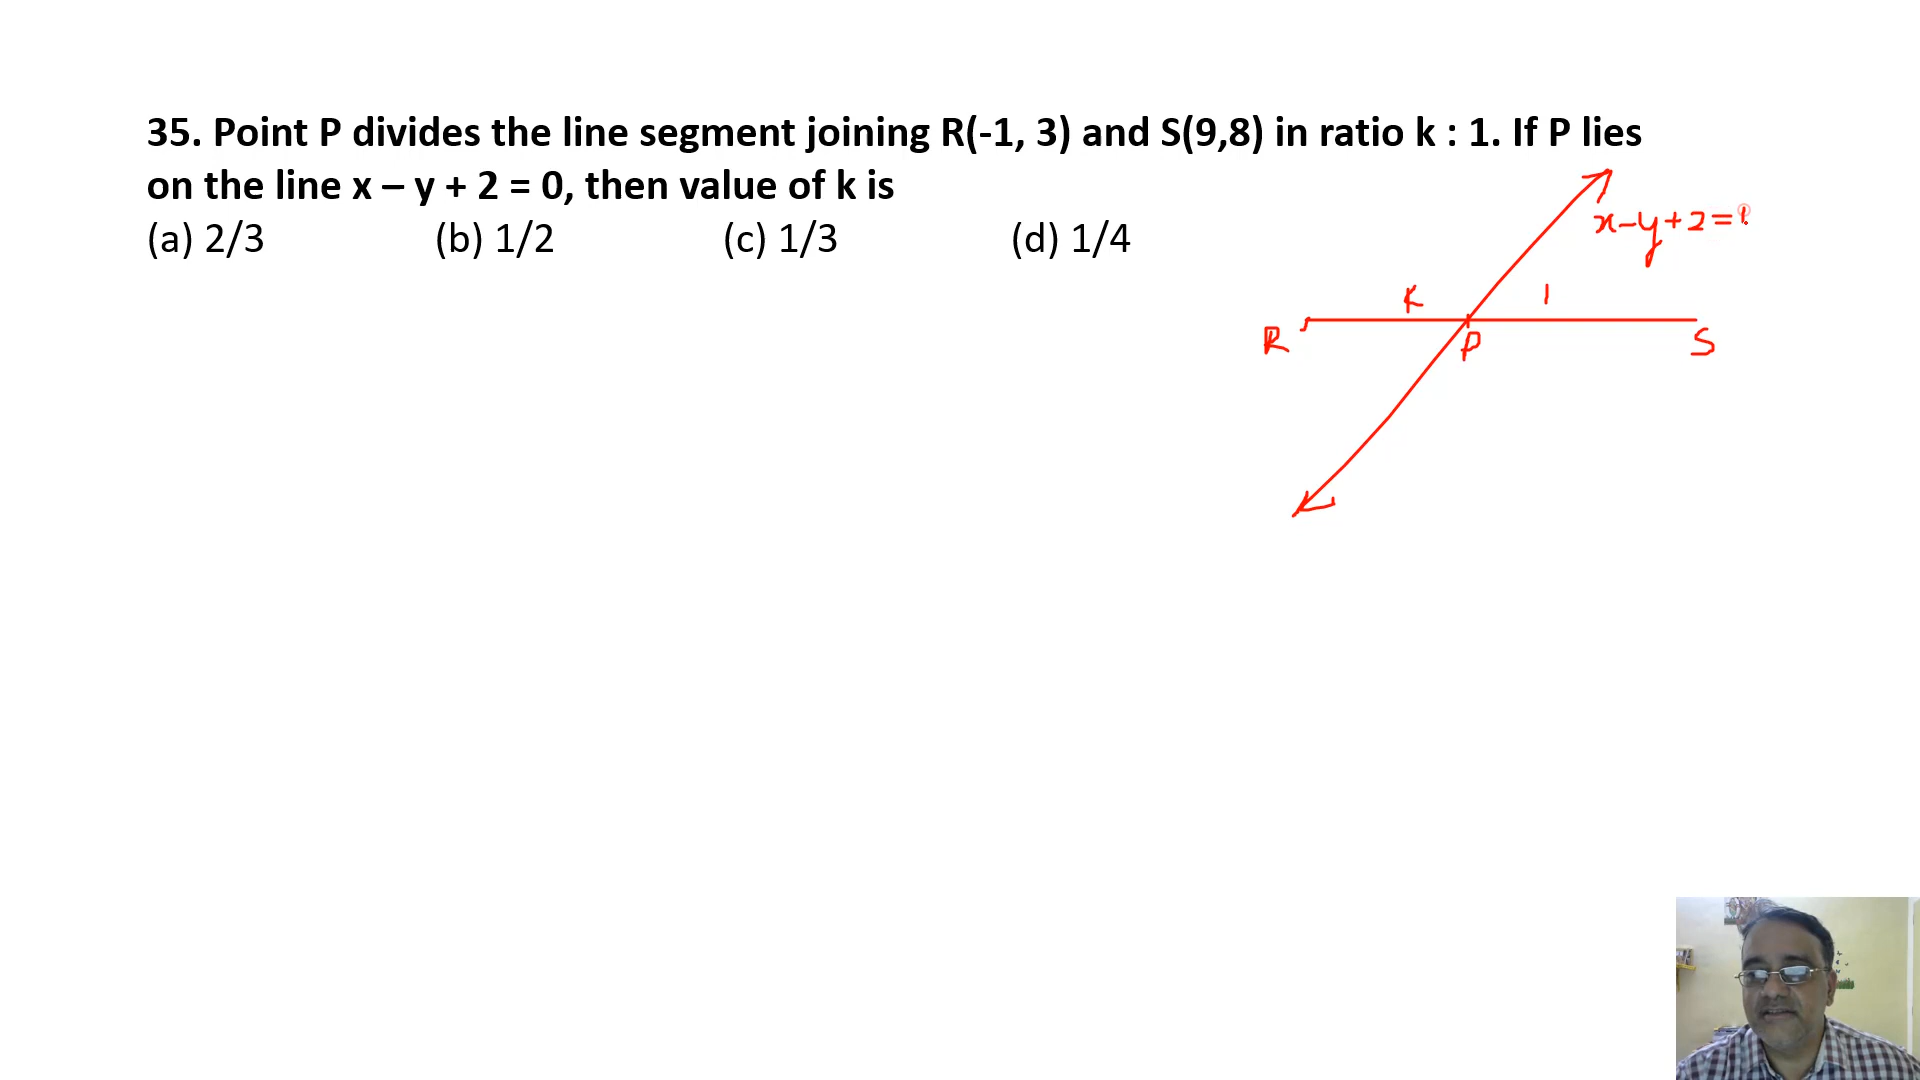 35. Point P divides the line segment joining R(-1, 3) and S(9,8) in ratio k : 1. If P lies
on the line x – y + 2 = 0, then value of k is
(a) 2/3 (b) 1/2 (c) 1/3 (d) 1/4
x-y+2=
K 1
R P S